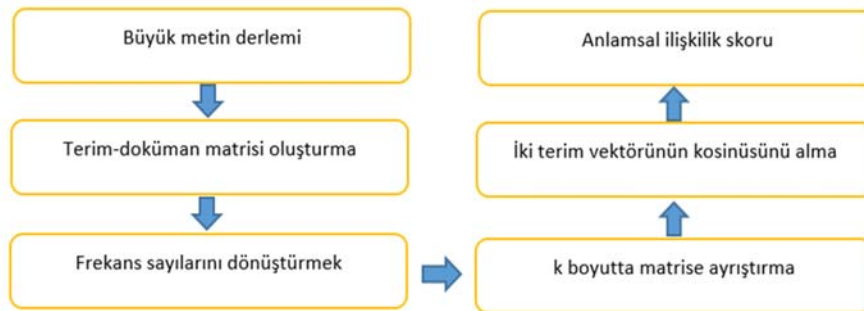 Büyük metin derlemi
Terim-doküman matrisi oluşturma
Frekans sayılarını dönüştürmek
k boyutta matrise ayrıştırma
İki terim vektörünün kosinüsünü alma
Anlamsal ilişkilik skoru